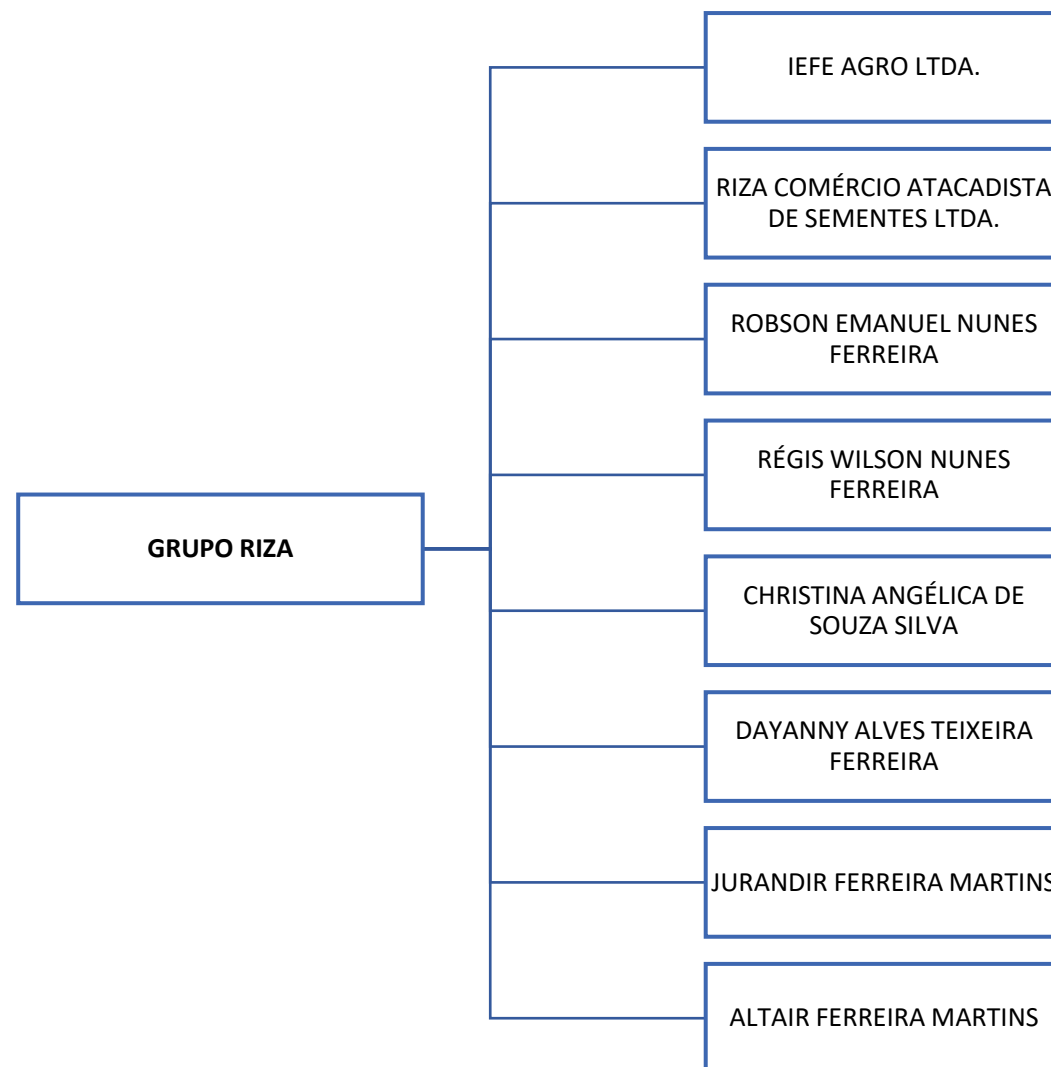 IEFE AGRO LTDA.
RIZA COMÉRCIO ATACADISTA
DE SEMENTES LTDA.
ROBSON EMANUEL NUNES
FERREIRA
RÉGIS WILSON NUNES
FERREIRA
GRUPO RIZA
CHRISTINA ANGÉLICA DE
SOUZA SILVA
DAYANNY ALVES TEIXEIRA
FERREIRA
JURANDIR FERREIRA MARTINS
ALTAIR FERREIRA MARTINS